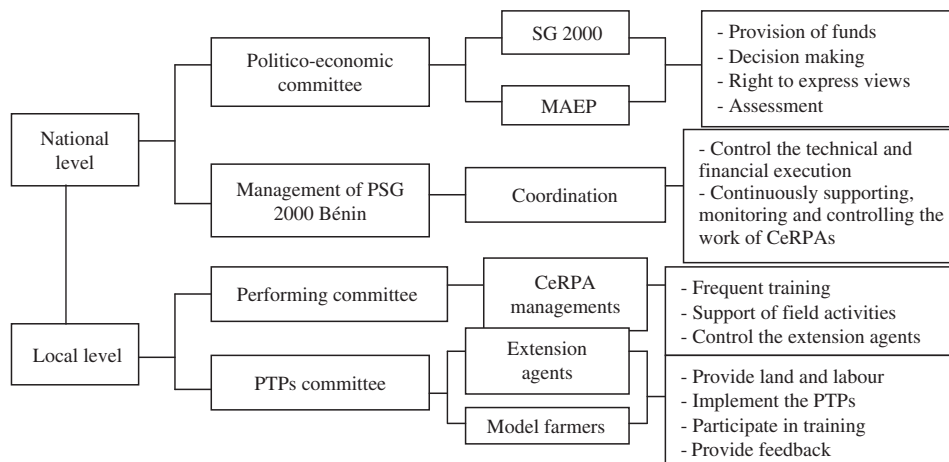 National
level
Local level
Politico-economic
committee
Management of PSG
2000 Bénin
Performing committee
PTPs committee
SG 2000
MAEP
Coordination
CeRPA
managements
Extension
agents
Model farmers
- Provision of funds
- Decision making
- Right to express views
- Assessment
- Control the technical and
financial execution
- Continuously supporting,
monitoring and controlling the
work of CeRPAs
- Frequent training
- Support of field activities
- Control the extension agents
- Provide land and labour
- Implement the PTPs
- Participate in training
- Provide feedback